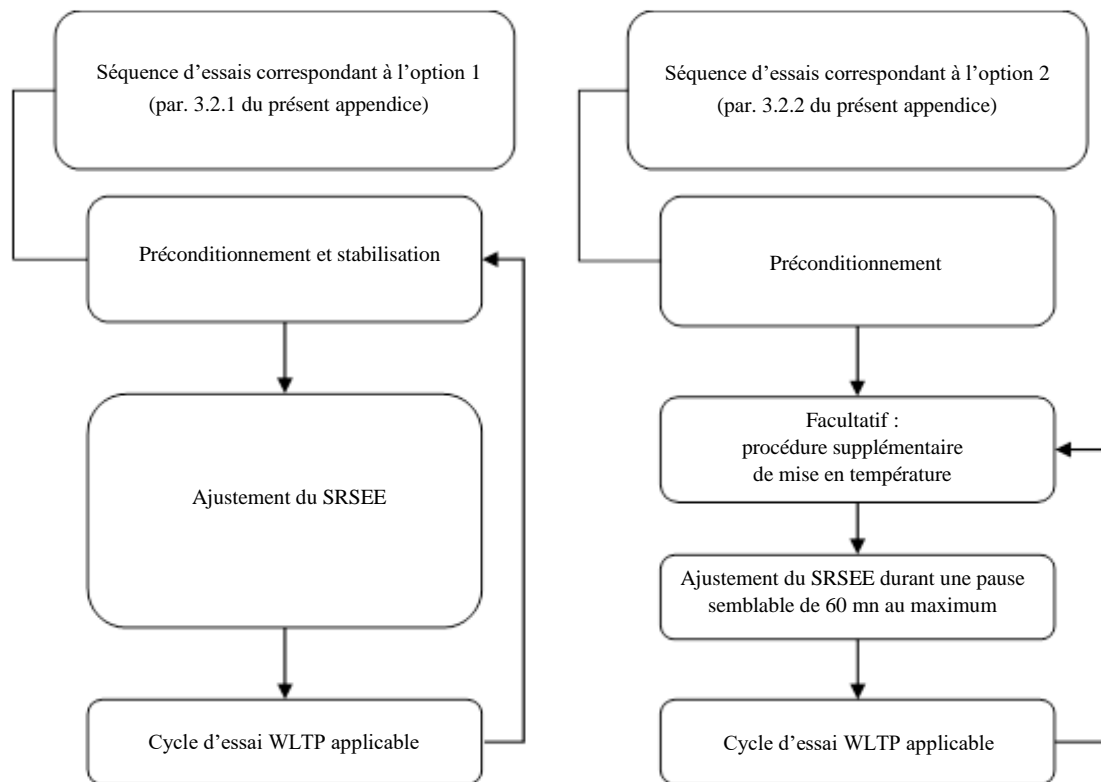 Séquence d’essais correspondant à l’option 1
(par. 3.2.1 du présent appendice)
Préconditionnement et stabilisation
Ajustement du SRSEE
Cycle d’essai WLTP applicable
Séquence d’essais correspondant à l’option 2
(par. 3.2.2 du présent appendice)
Préconditionnement
Facultatif :
procédure supplémentaire
de mise en température
Ajustement du SRSEE durant une pause
semblable de 60 mn au maximum
Cycle d’essai WLTP applicable